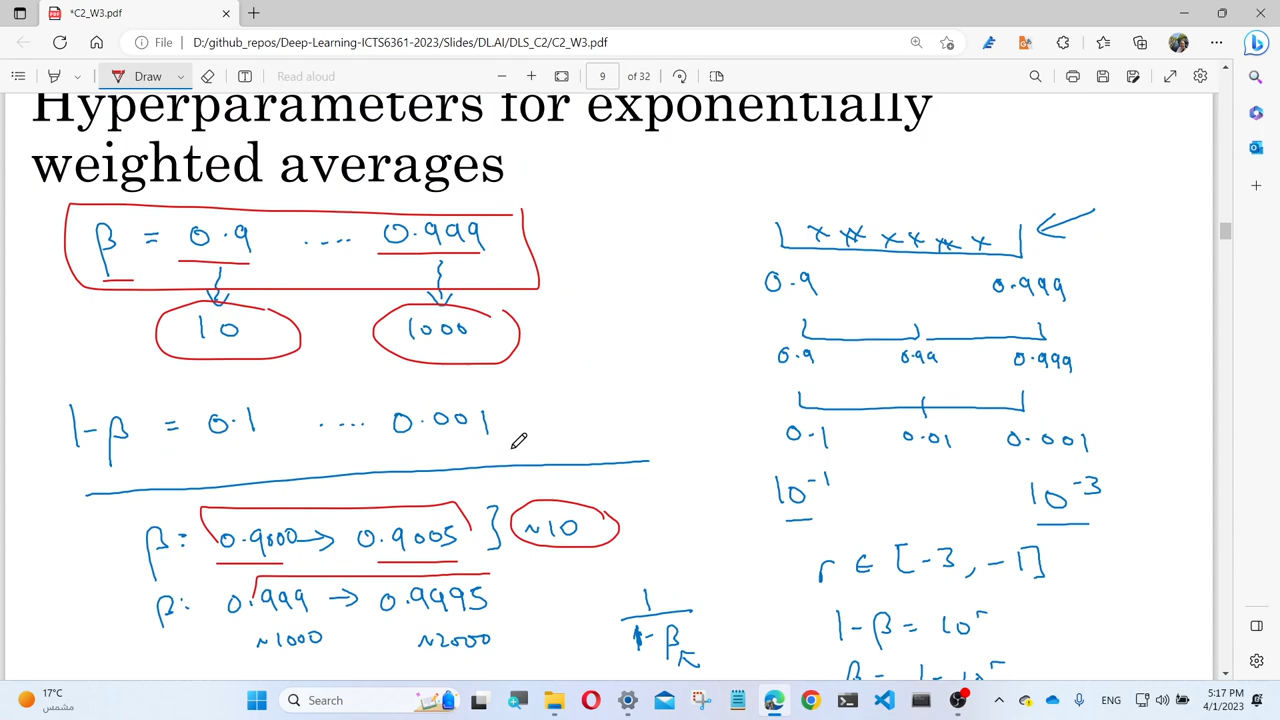 *C2_W3.pdf
File D:/github_repos/Deep-Learning-ICTS6361-2023/Slides/DL.AI/DLS_C2/C2_W3.pdf
Draw Read aloud 9 of 32
Hyperparameters for exponentially
weighted averages
β = 0.9 .... 0.999
10 1000
1-β = 0.1 .... 0.001
β: 0.9000 → 0.9005 } ~10
β: 0.999 → 0.9995
~1000 ~2000
1
1-β
0.9 0.999
0.9 0.99 0.999
0.1 0.01 0.001
10⁻¹ 10⁻³
r ∈ [-3, -1]
1-β = 10ʳ
β = 1-10ʳ
17°C
مشمس
Search
ENG
5:17 PM
4/1/2023